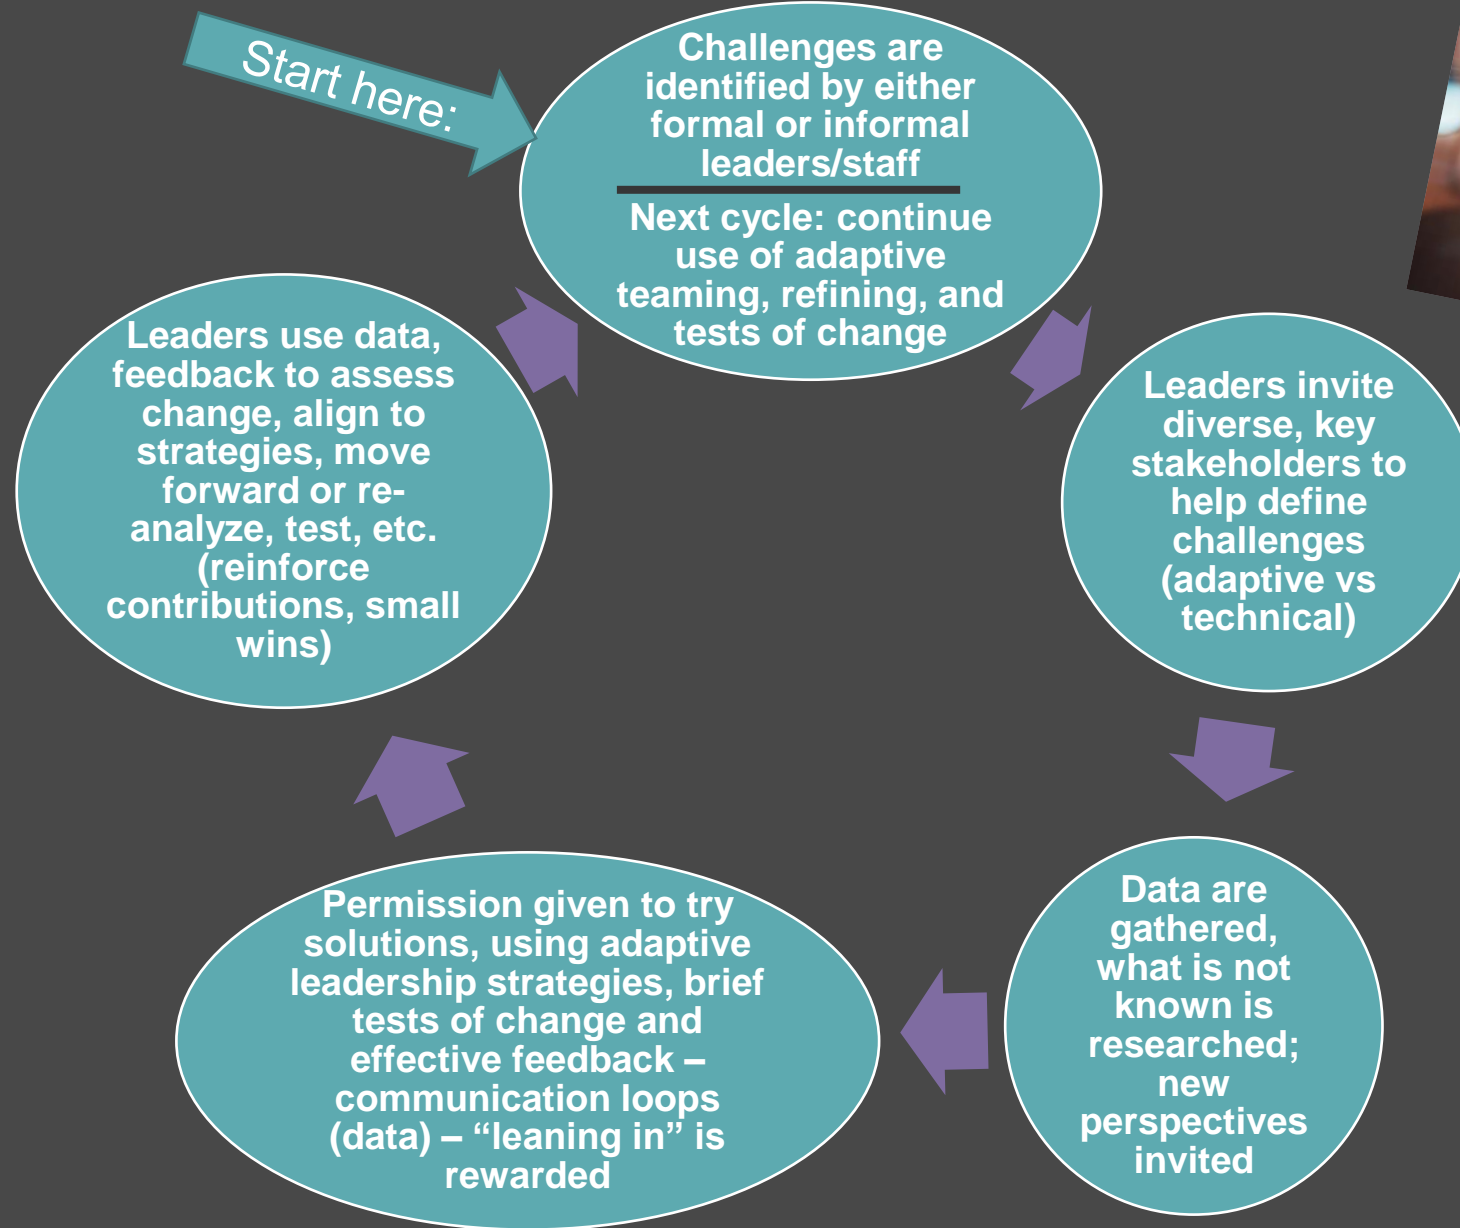 Start here:
Challenges are
identified by either
formal or informal
leaders/staff
Next cycle: continue
use of adaptive
teaming, refining, and
tests of change
Leaders invite
diverse, key
stakeholders to
help define
challenges
(adaptive vs
technical)
Data are
gathered,
what is not
known is
researched;
new
perspectives
invited
Permission given to try
solutions, using adaptive
leadership strategies, brief
tests of change and
effective feedback –
communication loops
(data) – “leaning in” is
rewarded
Leaders use data,
feedback to assess
change, align to
strategies, move
forward or re-
analyze, test, etc.
(reinforce
contributions, small
wins)